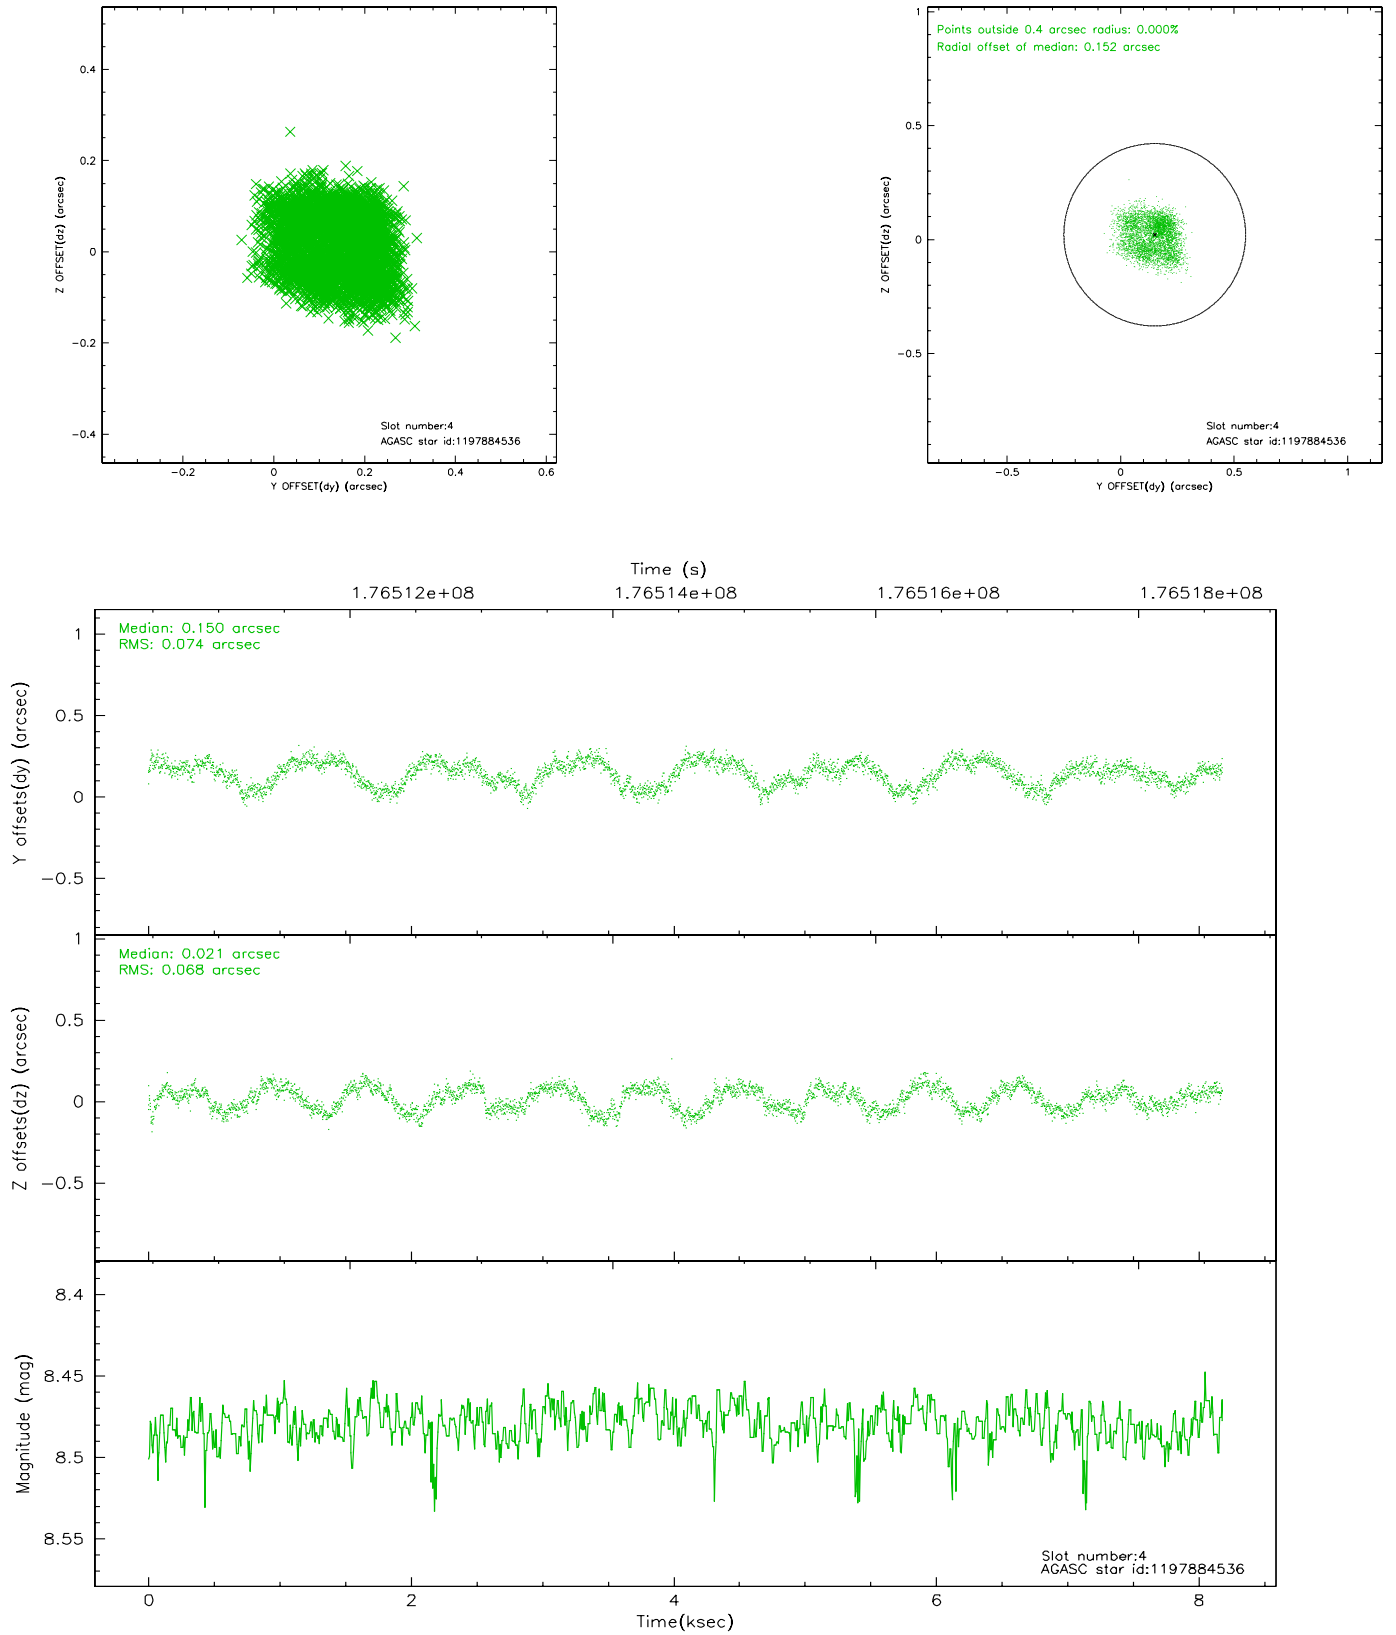 0.4
0.2
0
−0.2
−0.4
Z OFFSET(dz) (arcsec)
Slot number:4
AGASC star id:1197884536
−0.2 0 0.2 0.4 0.6
Y OFFSET(dy) (arcsec)
Points outside 0.4 arcsec radius: 0.000%
Radial offset of median: 0.152 arcsec
1
0.5
0
−0.5
Z OFFSET(dz) (arcsec)
Slot number:4
AGASC star id:1197884536
−0.5 0 0.5 1
Y OFFSET(dy) (arcsec)
Time (s)
1.76512e+08 1.76514e+08 1.76516e+08 1.76518e+08
Median: 0.150 arcsec
RMS: 0.074 arcsec
1
0.5
0
−0.5
Y offsets(dy) (arcsec)
Median: 0.021 arcsec
RMS: 0.068 arcsec
1
0.5
0
−0.5
Z offsets(dz) (arcsec)
8.4
8.45
8.5
8.55
Magnitude (mag)
Slot number:4
AGASC star id:1197884536
0 2 4 6 8
Time(ksec)